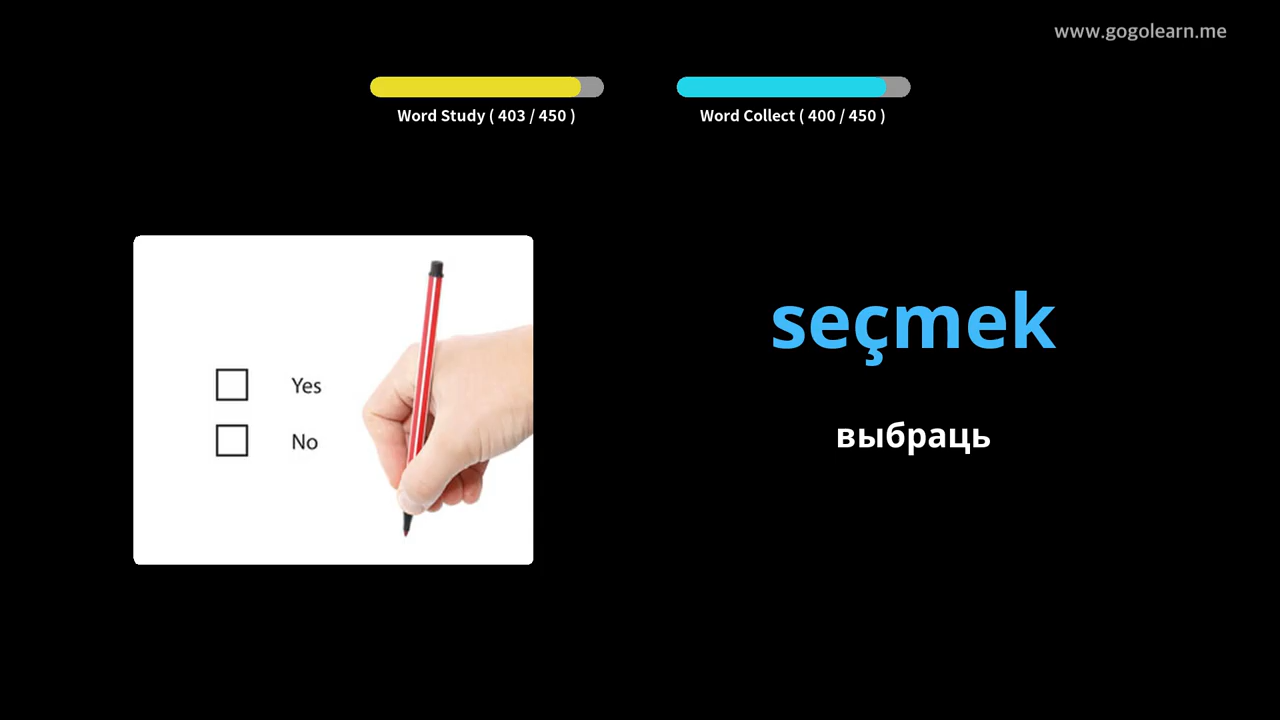 www.gogolearn.me
Word Study ( 403 / 450 )
Word Collect ( 400 / 450 )
Yes
No
seçmek
выбраць